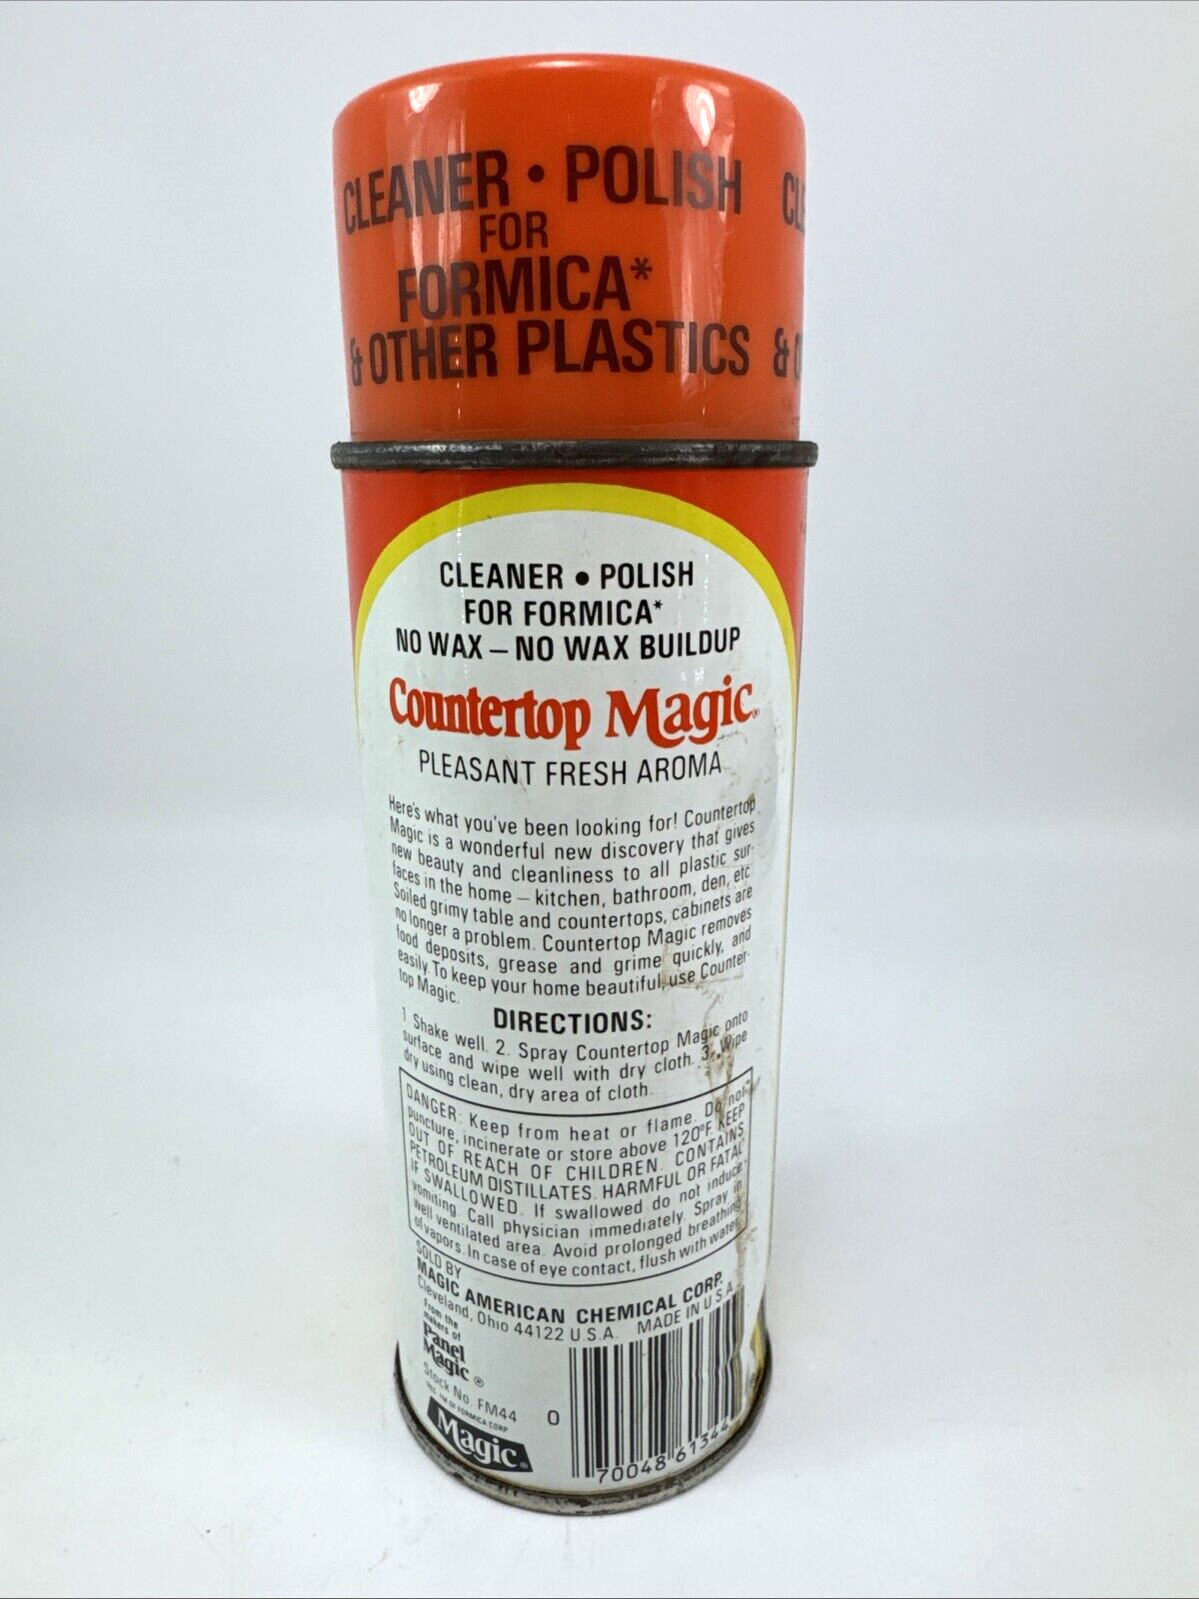 CLEANER • POLISH CL
FOR
FORMICA*
& OTHER PLASTICS & O
CLEANER • POLISH
FOR FORMICA*
NO WAX – NO WAX BUILDUP
Countertop Magic®
PLEASANT FRESH AROMA
Here's what you've been looking for! Countertop
Magic is a wonderful new discovery that gives
new beauty and cleanliness to all plastic sur-
faces in the home – kitchen, bathroom, den, etc.
Soiled grimy table and countertops, cabinets are
no longer a problem. Countertop Magic removes
food deposits, grease and grime quickly, and
easily. To keep your home beautiful, use Counter-
top Magic.
DIRECTIONS:
1 Shake well. 2. Spray Countertop Magic onto
surface and wipe well with dry cloth. 3. Wipe
dry using clean, dry area of cloth.
DANGER: Keep from heat or flame. Do not
puncture, incinerate or store above 120°F. KEEP
OUT OF REACH OF CHILDREN. CONTAINS
PETROLEUM DISTILLATES. HARMFUL OR FATAL
IF SWALLOWED. If swallowed do not induce
vomiting. Call physician immediately. Spray in
well ventilated area. Avoid prolonged breathing
of vapors. In case of eye contact, flush with water.
SOLD BY
MAGIC AMERICAN CHEMICAL CORP.
Cleveland, Ohio 44122 U.S.A. MADE IN U.S.A.
From the
makers of
Panel
Magic®
Stock No. FM44
*REG. TM OF FORMICA CORP
Magic®
0
70048 61344